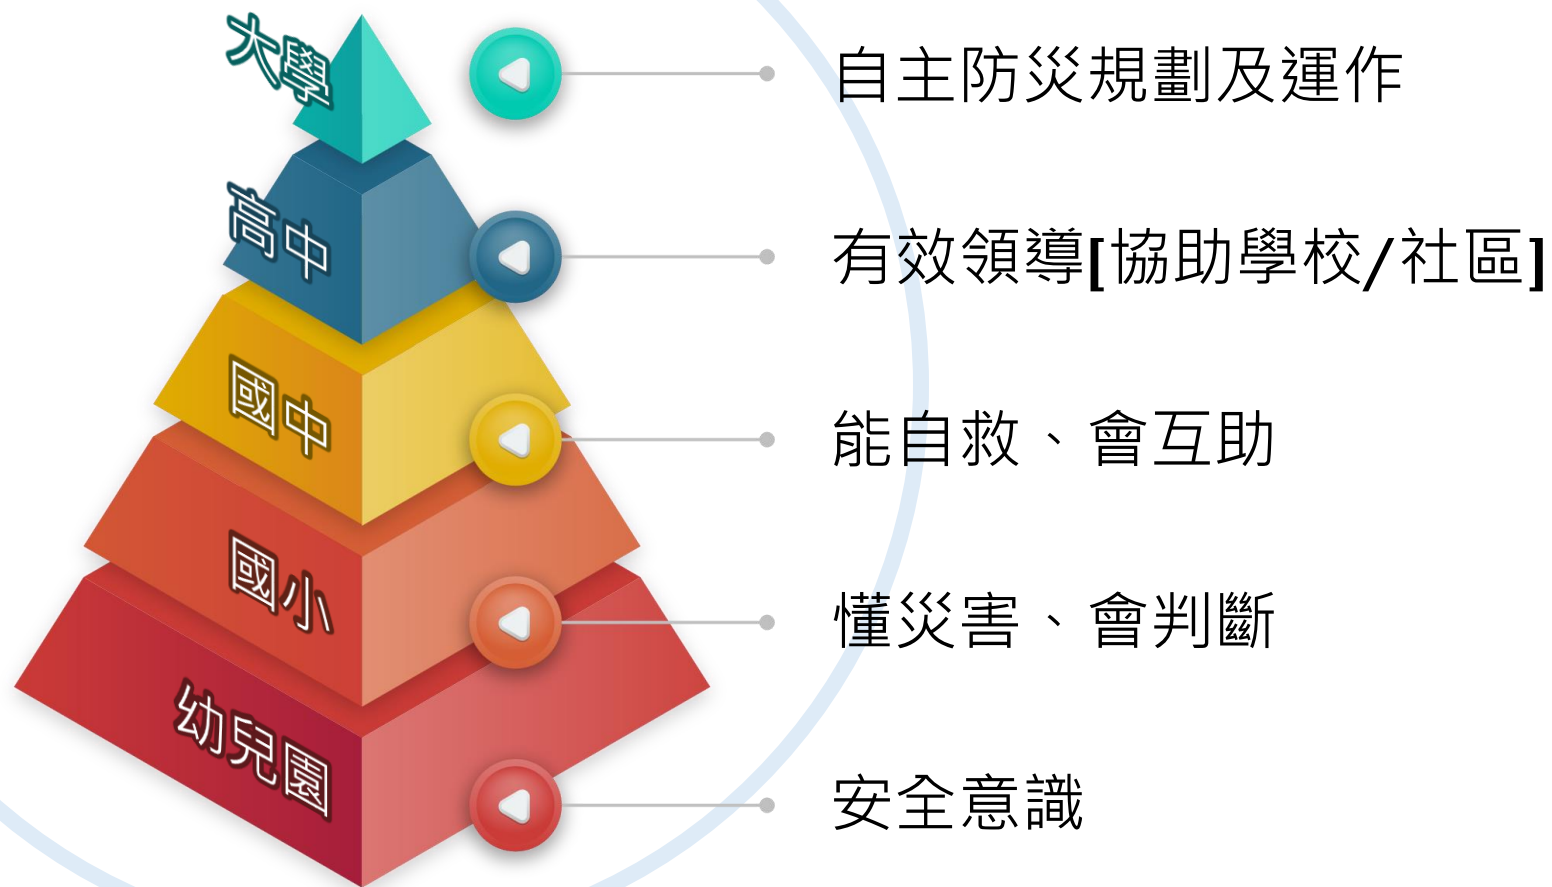 大學
自主防災規劃及運作
高中
有效領導[協助學校/社區]
國中
能自救、會互助
國小
懂災害、會判斷
幼兒園
安全意識